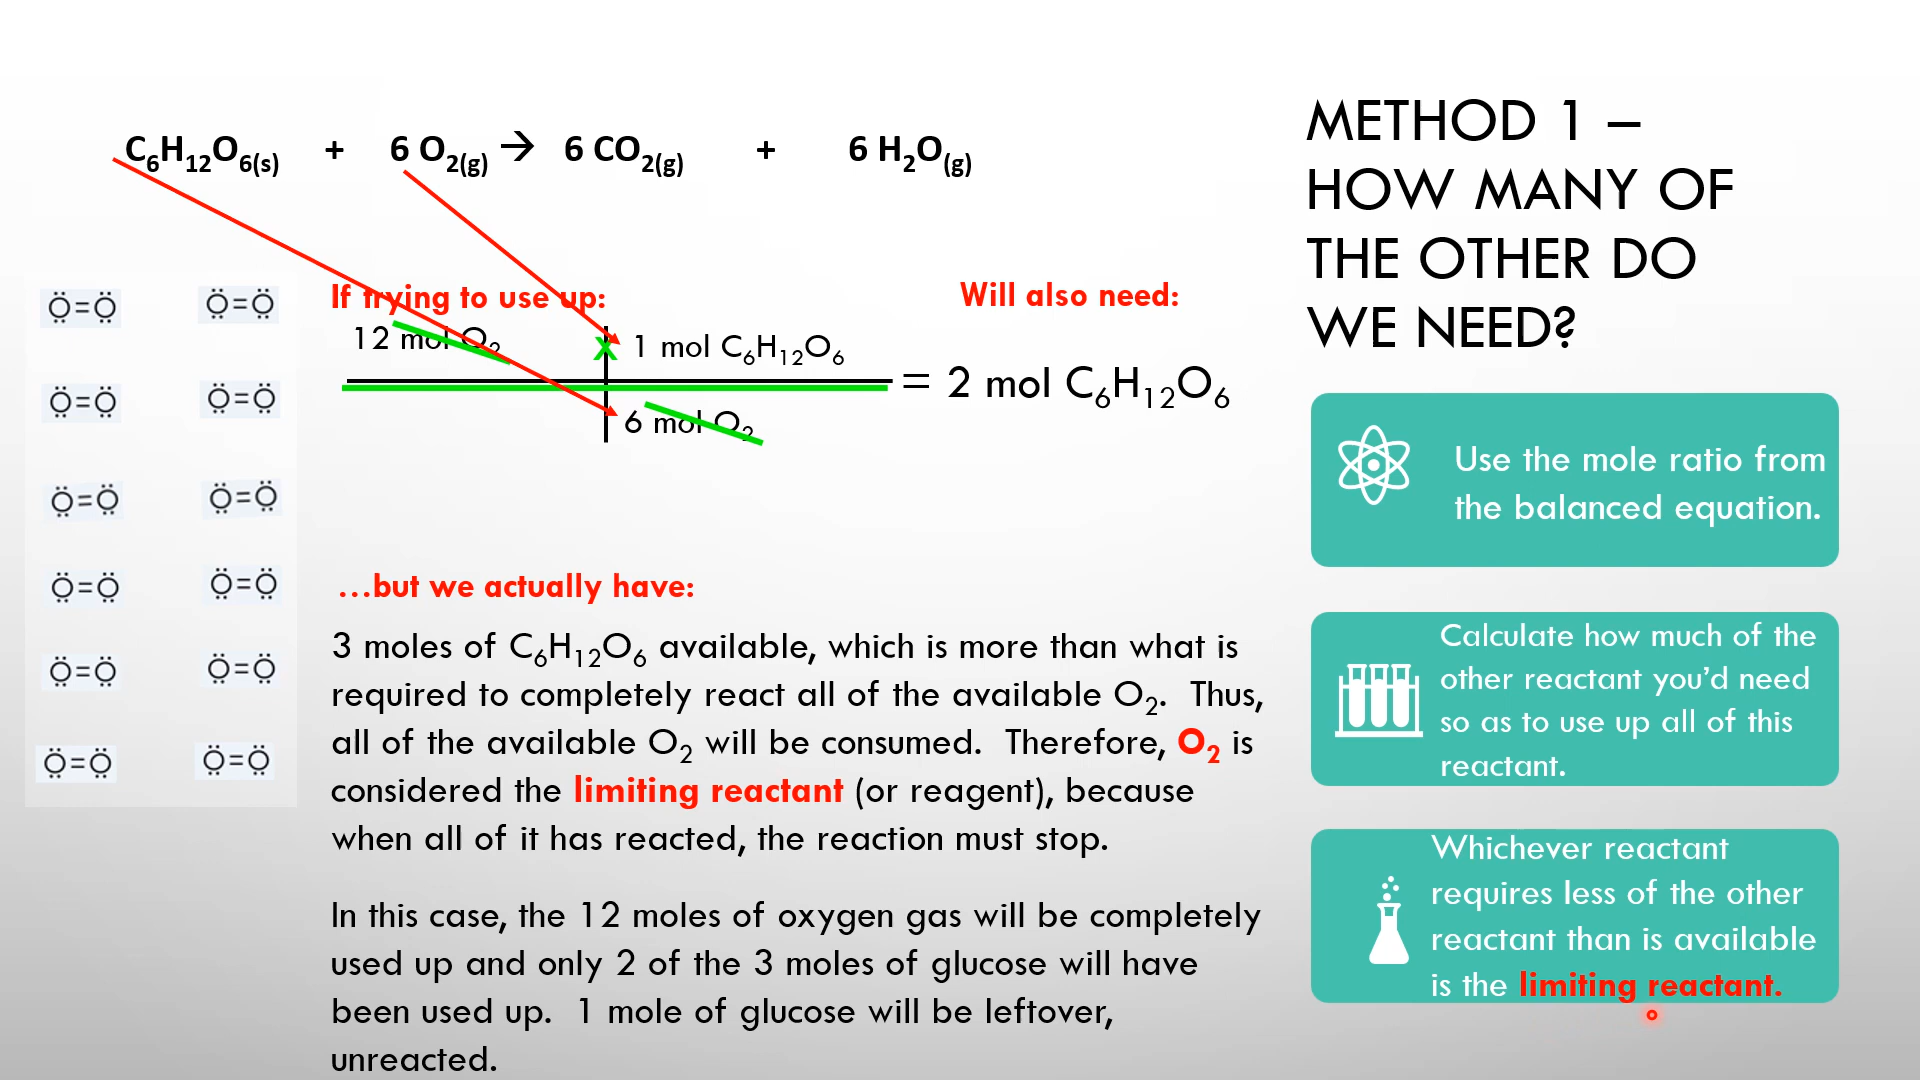 C₆H₁₂O₆(s) + 6 O₂(g) → 6 CO₂(g) + 6 H₂O(g)
If trying to use up:
Will also need:
12 mol O₂ x 1 mol C₆H₁₂O₆
6 mol O₂
= 2 mol C₆H₁₂O₆
Ö=Ö Ö=Ö
Ö=Ö Ö=Ö
Ö=Ö Ö=Ö
Ö=Ö Ö=Ö
Ö=Ö Ö=Ö
Ö=Ö Ö=Ö
...but we actually have:
3 moles of C₆H₁₂O₆ available, which is more than what is
required to completely react all of the available O₂.  Thus,
all of the available O₂ will be consumed.  Therefore, O₂ is
considered the limiting reactant (or reagent), because
when all of it has reacted, the reaction must stop.
In this case, the 12 moles of oxygen gas will be completely
used up and only 2 of the 3 moles of glucose will have
been used up.  1 mole of glucose will be leftover,
unreacted.
METHOD 1 –
HOW MANY OF
THE OTHER DO
WE NEED?
Use the mole ratio from
the balanced equation.
Calculate how much of the
other reactant you'd need
so as to use up all of this
reactant.
Whichever reactant
requires less of the other
reactant than is available
is the limiting reactant.